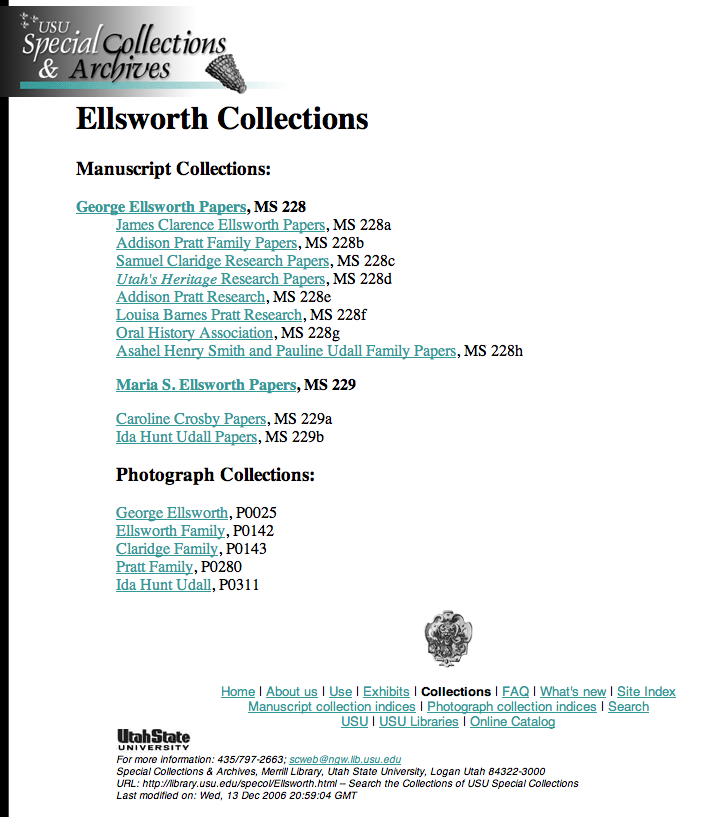 USU
Special Collections
& Archives
Ellsworth Collections
Manuscript Collections:
George Ellsworth Papers, MS 228
James Clarence Ellsworth Papers, MS 228a
Addison Pratt Family Papers, MS 228b
Samuel Claridge Research Papers, MS 228c
Utah's Heritage Research Papers, MS 228d
Addison Pratt Research, MS 228e
Louisa Barnes Pratt Research, MS 228f
Oral History Association, MS 228g
Asahel Henry Smith and Pauline Udall Family Papers, MS 228h
Maria S. Ellsworth Papers, MS 229
Caroline Crosby Papers, MS 229a
Ida Hunt Udall Papers, MS 229b
Photograph Collections:
George Ellsworth, P0025
Ellsworth Family, P0142
Claridge Family, P0143
Pratt Family, P0280
Ida Hunt Udall, P0311
Home | About us | Use | Exhibits | Collections | FAQ | What's new | Site Index
Manuscript collection indices | Photograph collection indices | Search
USU | USU Libraries | Online Catalog
UtahState
UNIVERSITY
For more information: 435/797-2663; scweb@ngw.lib.usu.edu
Special Collections & Archives, Merrill Library, Utah State University, Logan Utah 84322-3000
URL: http://library.usu.edu/specol/Ellsworth.html -- Search the Collections of USU Special Collections
Last modified on: Wed, 13 Dec 2006 20:59:04 GMT